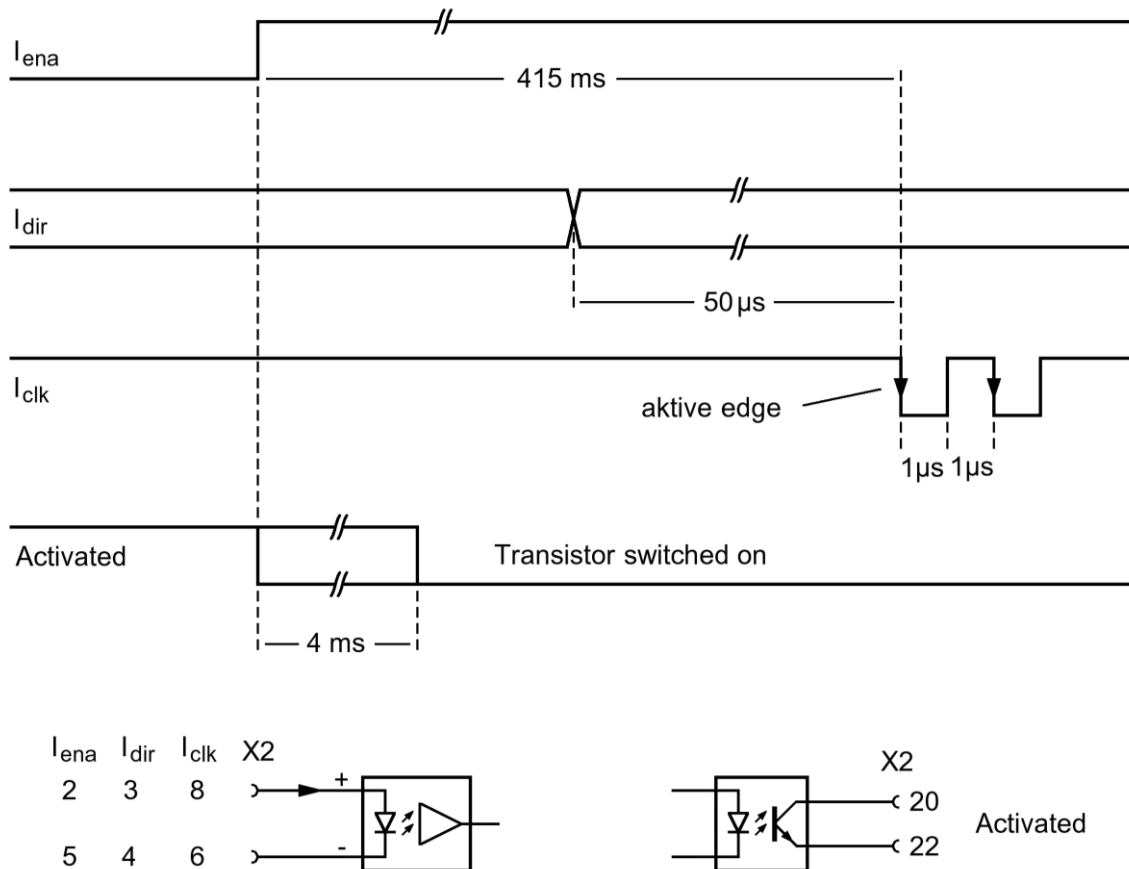 I_ena
415 ms
I_dir
50 µs
I_clk
aktive edge
1µs 1µs
Activated
Transistor switched on
4 ms
I_ena I_dir I_clk X2
2 3 8 +
5 4 6 -
X2
20
22
Activated